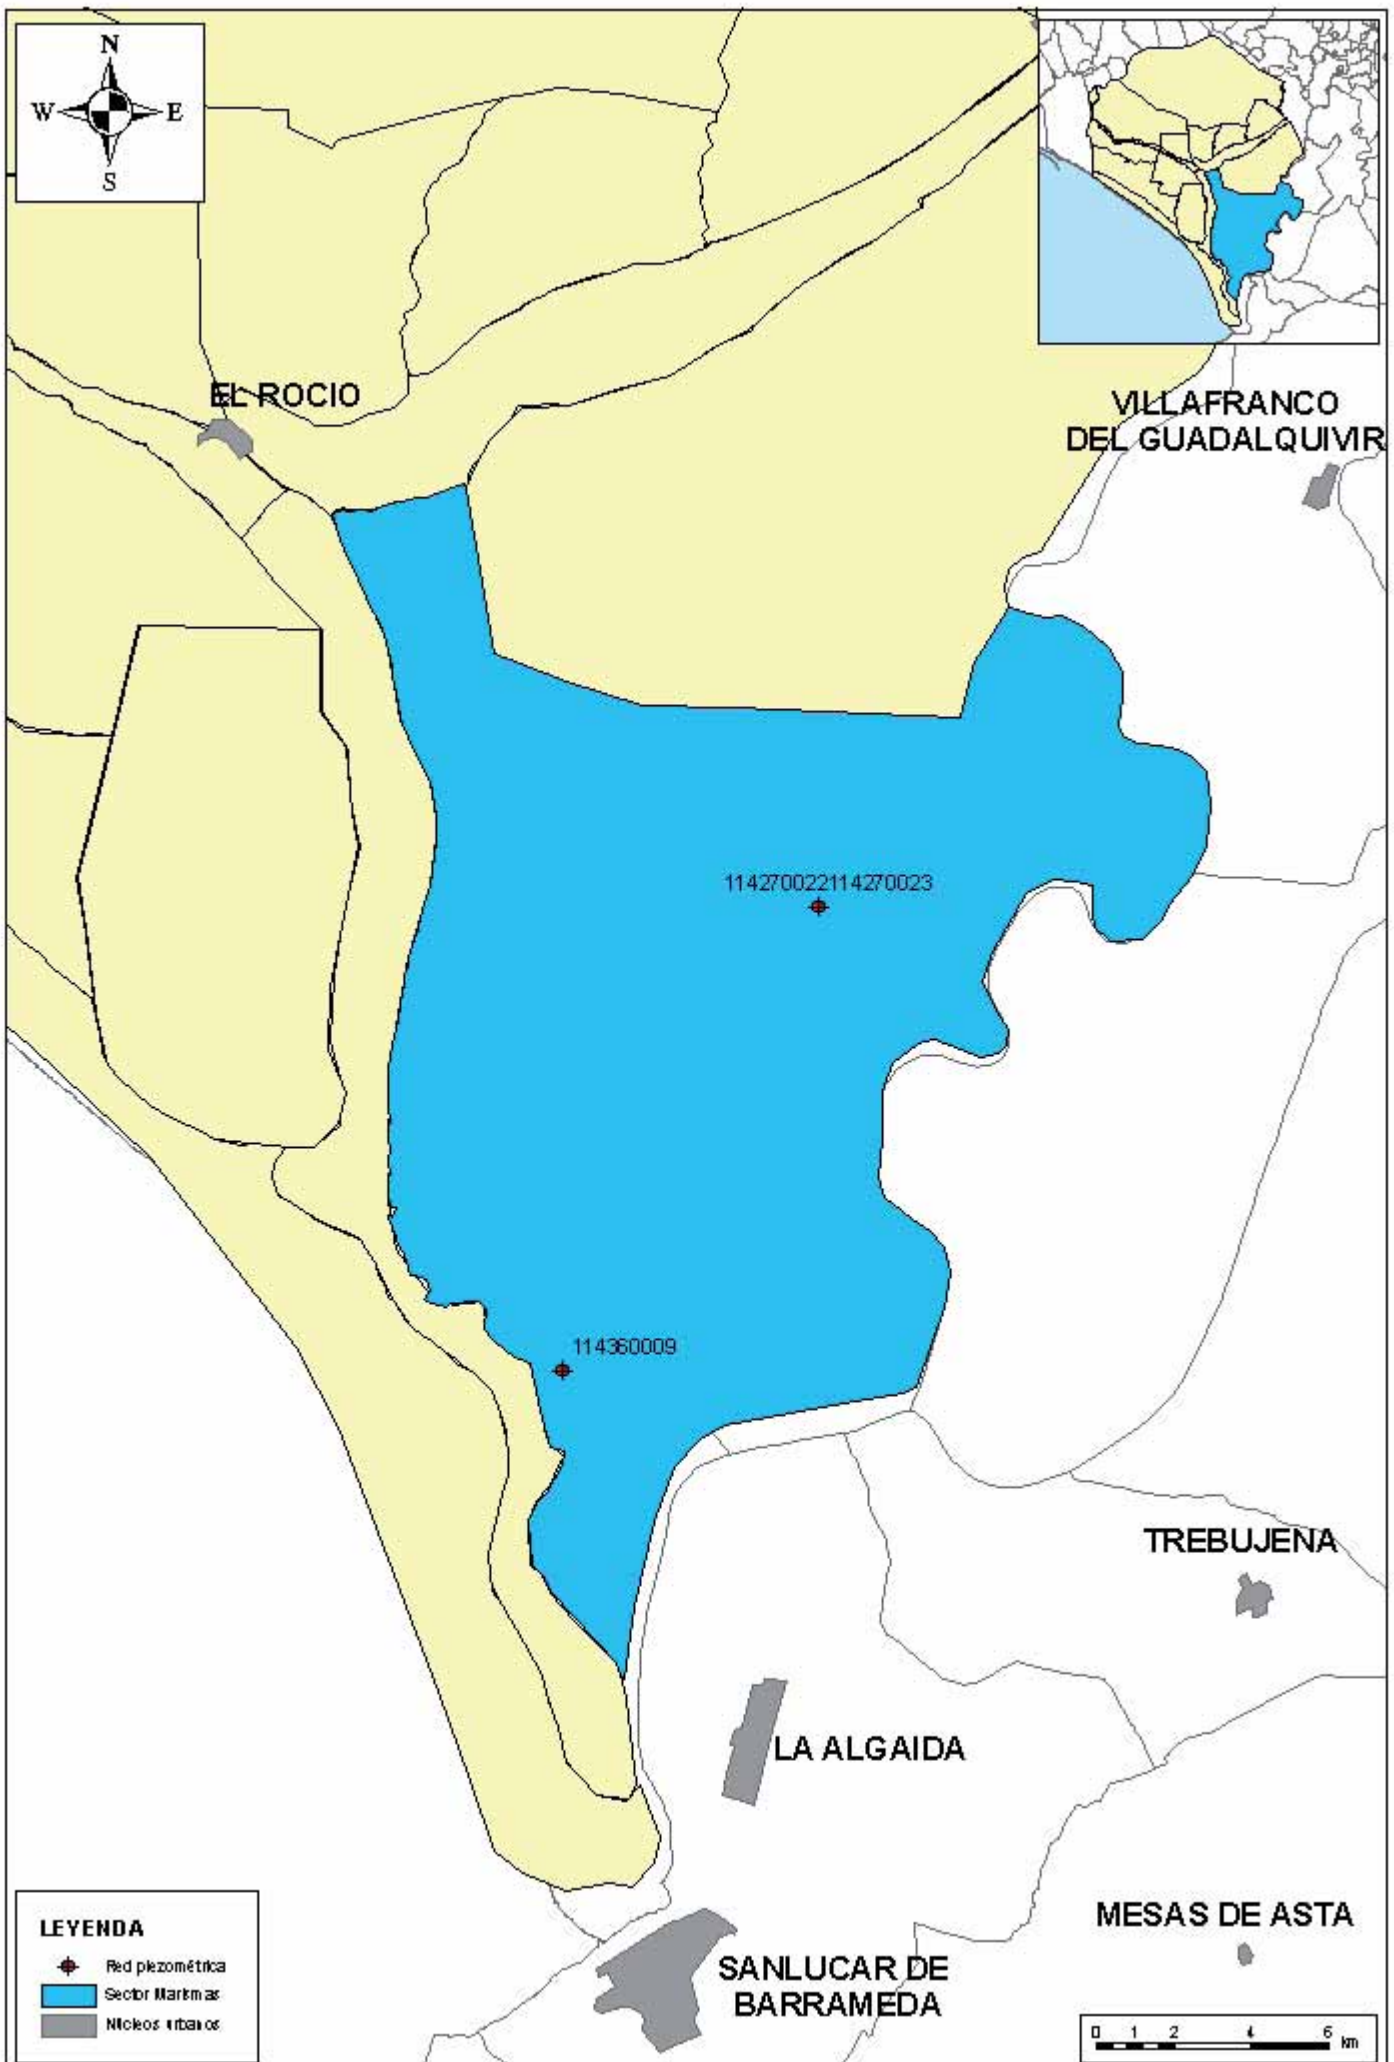 N
W E
S
EL ROCIO
VILLAFRANCO
DEL GUADALQUIVIR
114270022114270023
114360009
TREBUJENA
LA ALGAIDA
MESAS DE ASTA
SANLUCAR DE
BARRAMEDA
LEYENDA
Red piezométrica
Sector Marismas
Núcleos urbanos
0 1 2 4 6 km